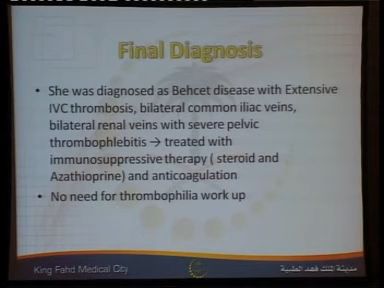 Final Diagnosis
• She was diagnosed as Behcet disease with Extensive
IVC thrombosis, bilateral common iliac veins,
bilateral renal veins with severe pelvic
thrombophlebitis → treated with
immunosuppressive therapy ( steroid and
Azathioprine) and anticoagulation
• No need for thrombophilia work up
King Fahd Medical City
مدينة الملك فهد الطبية